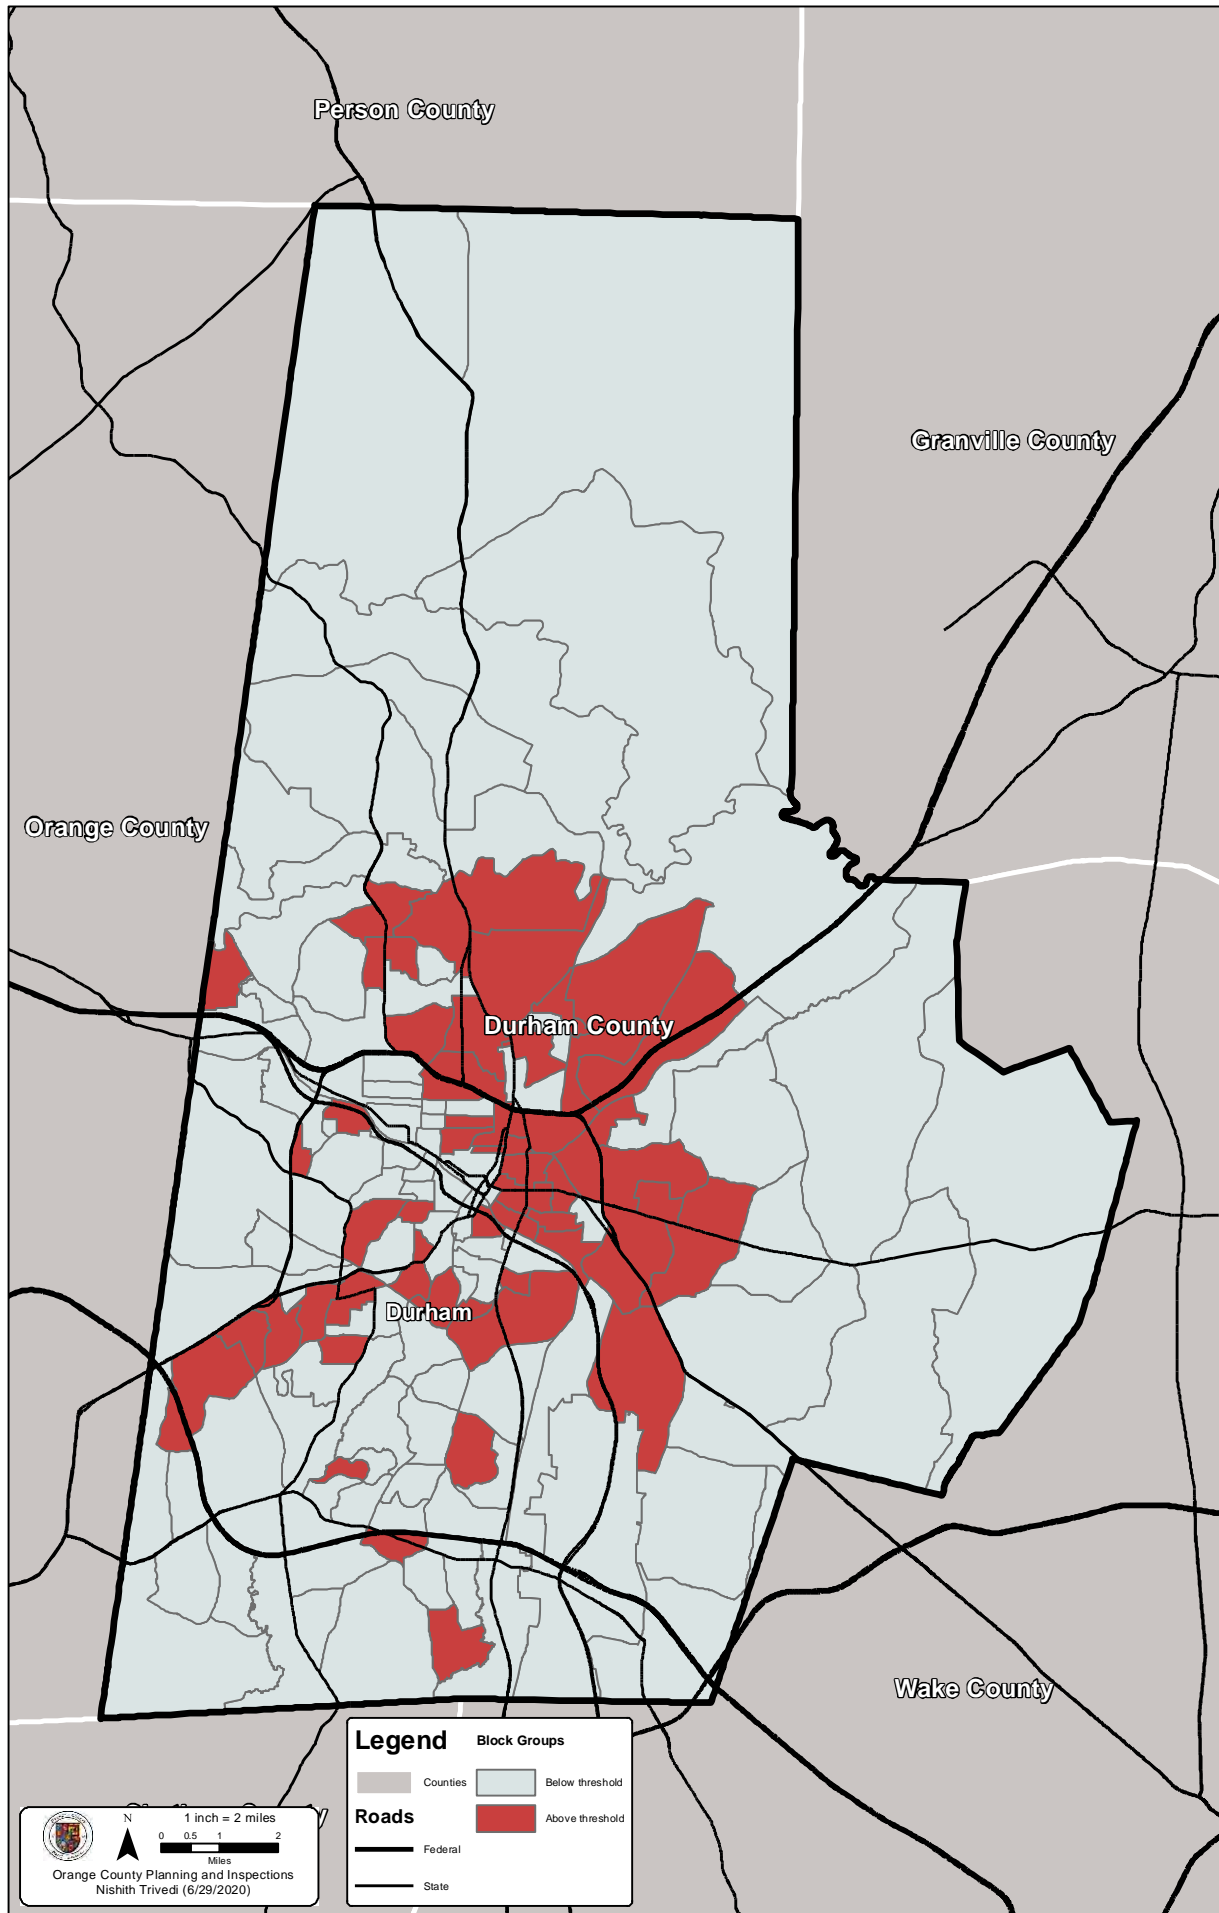 Person County
Granville County
Orange County
Durham County
Durham
Wake County
Legend
Block Groups
Counties
Below threshold
Roads
Above threshold
Federal
State
N
1 inch = 2 miles
0 0.5 1 2
Miles
Orange County Planning and Inspections
Nishith Trivedi (6/29/2020)